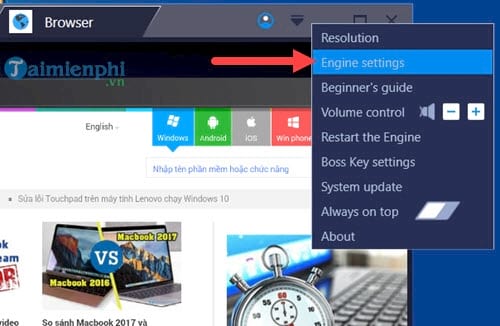 Browser
Resolution
Engine settings
Beginner's guide
Volume control
Restart the Engine
Boss Key settings
System update
Always on top
About
Taimienphi
.vn
English
Windows
Android
iOS
Win phone
Nhập tên phần mềm hoặc chức năng
Sửa lỗi Touchpad trên máy tính Lenovo chạy Windows 10
Macbook 2017
VS
Macbook 2016
video
So sánh Macbook 2017 và